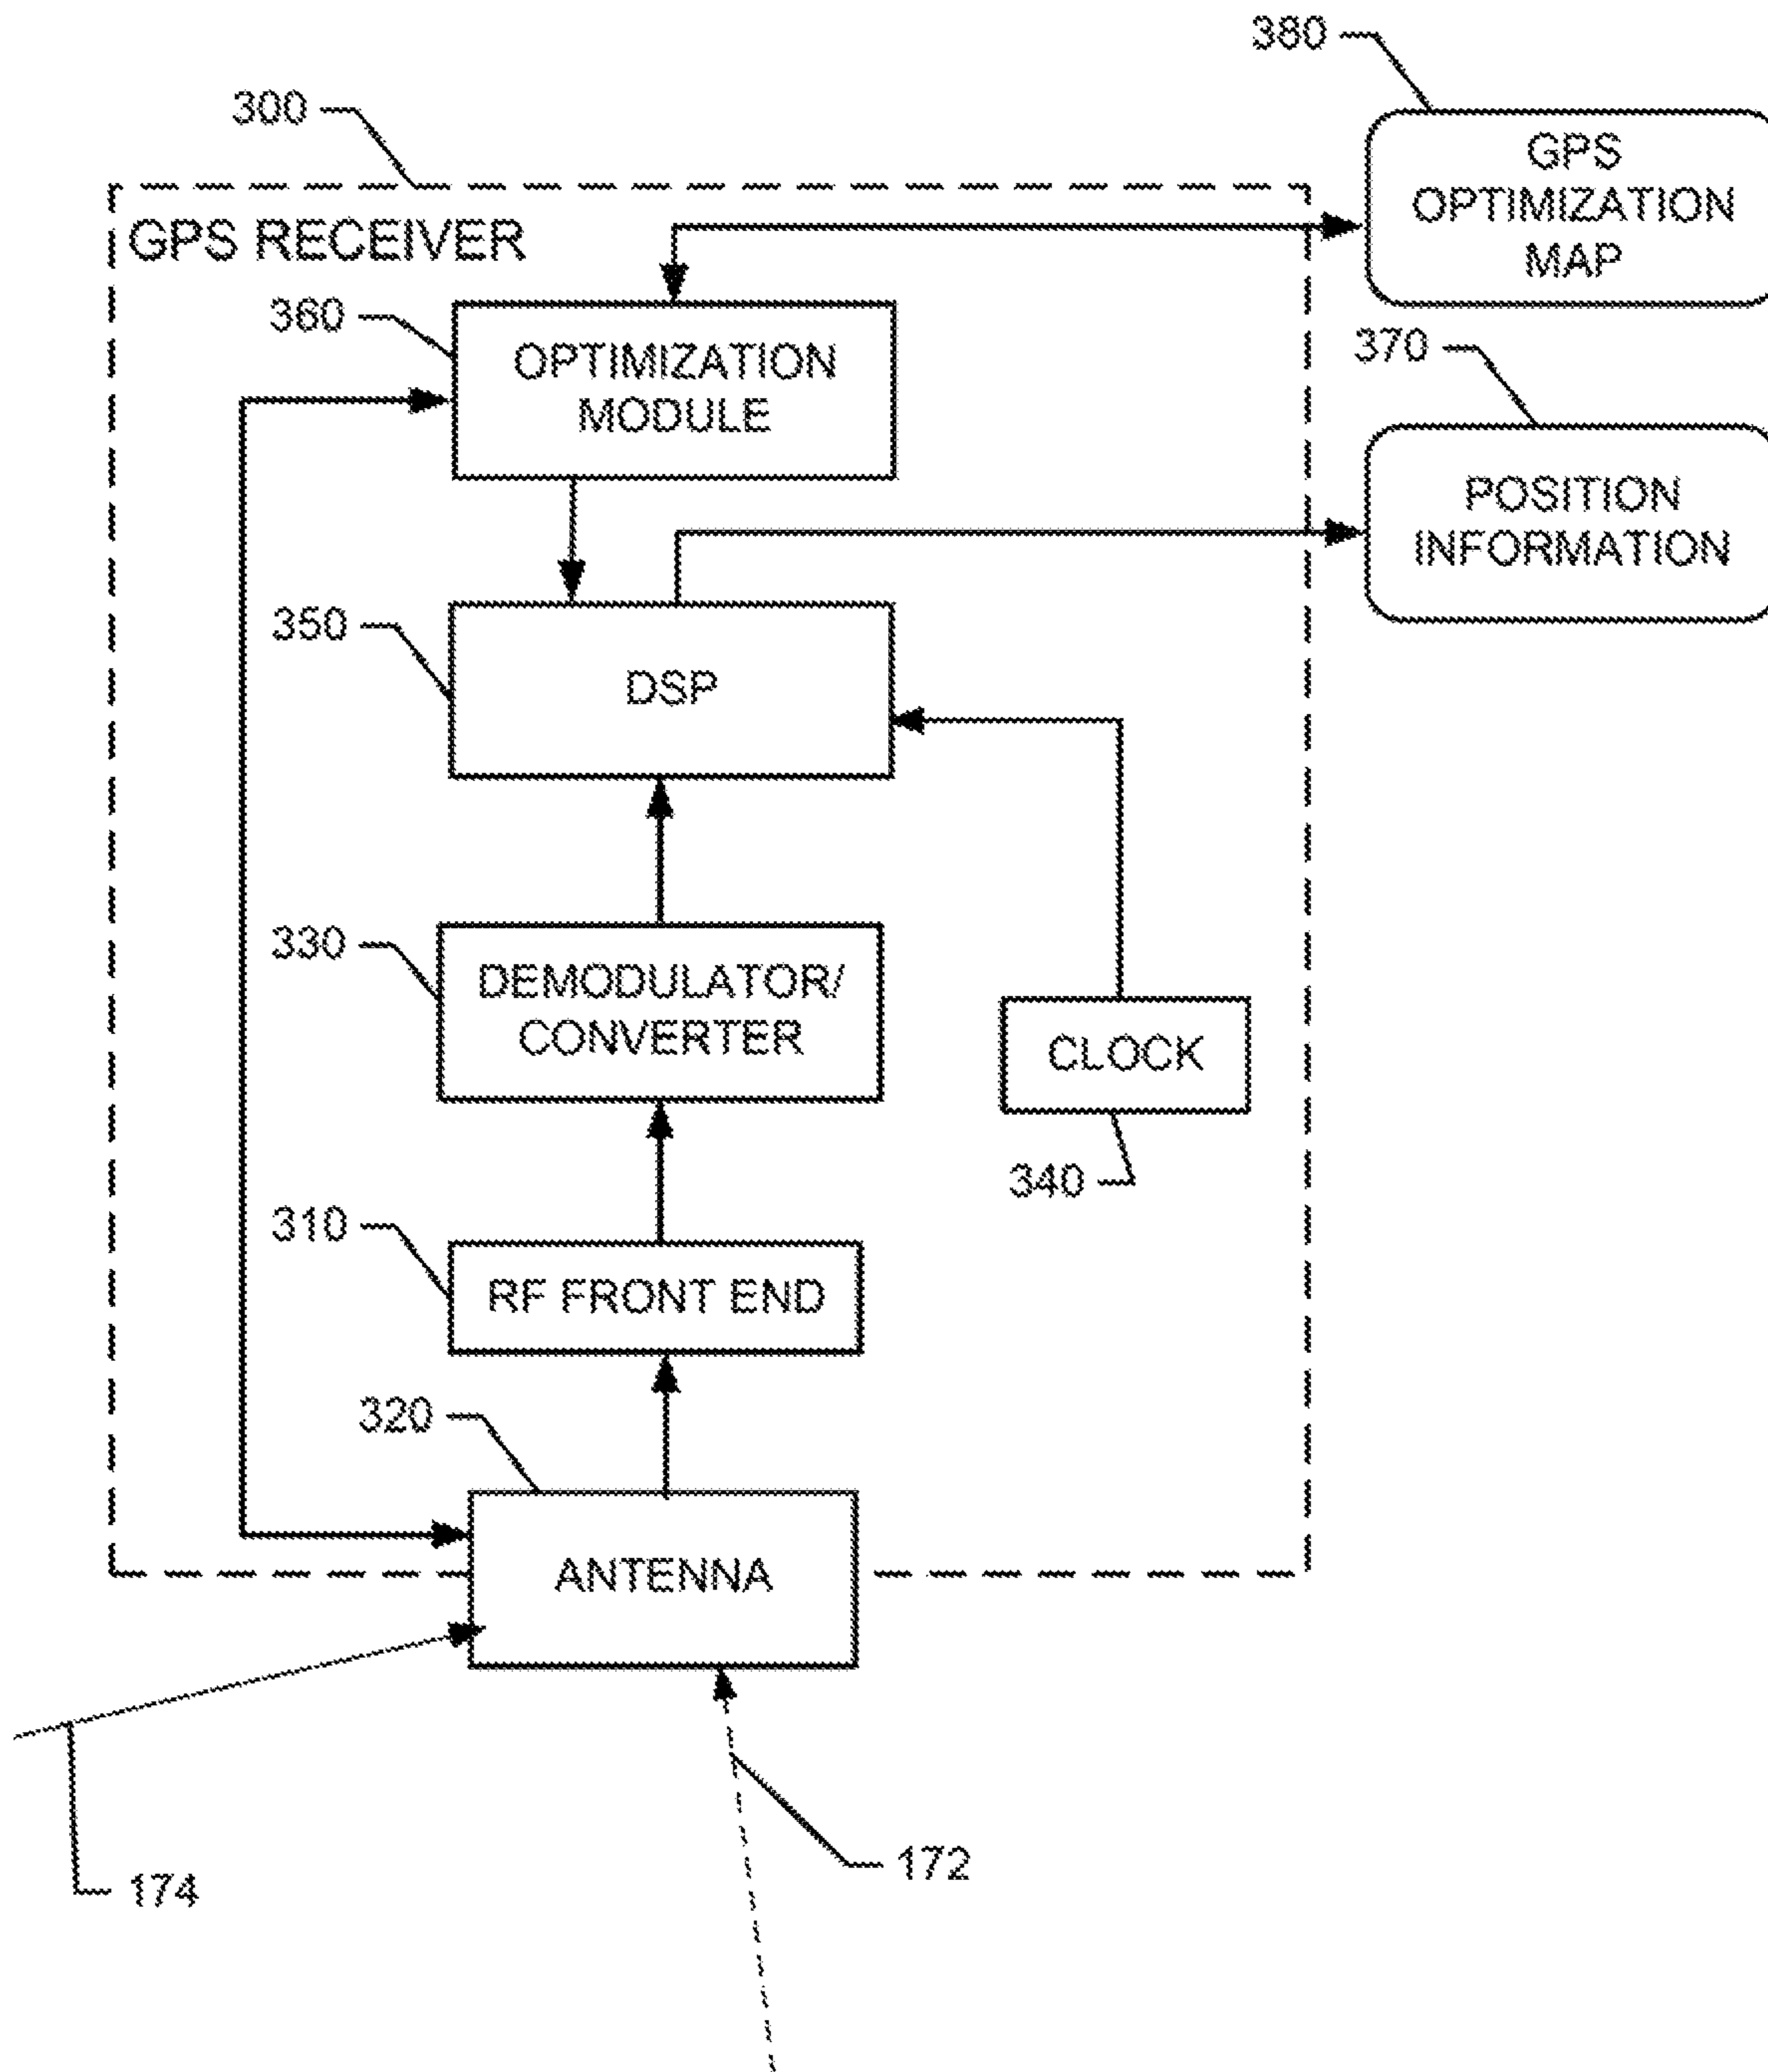 380
300
GPS
OPTIMIZATION
MAP
GPS RECEIVER
360
OPTIMIZATION
MODULE
370
POSITION
INFORMATION
350
DSP
330
DEMODULATOR/
CONVERTER
CLOCK
340
310
RF FRONT END
320
ANTENNA
172
174